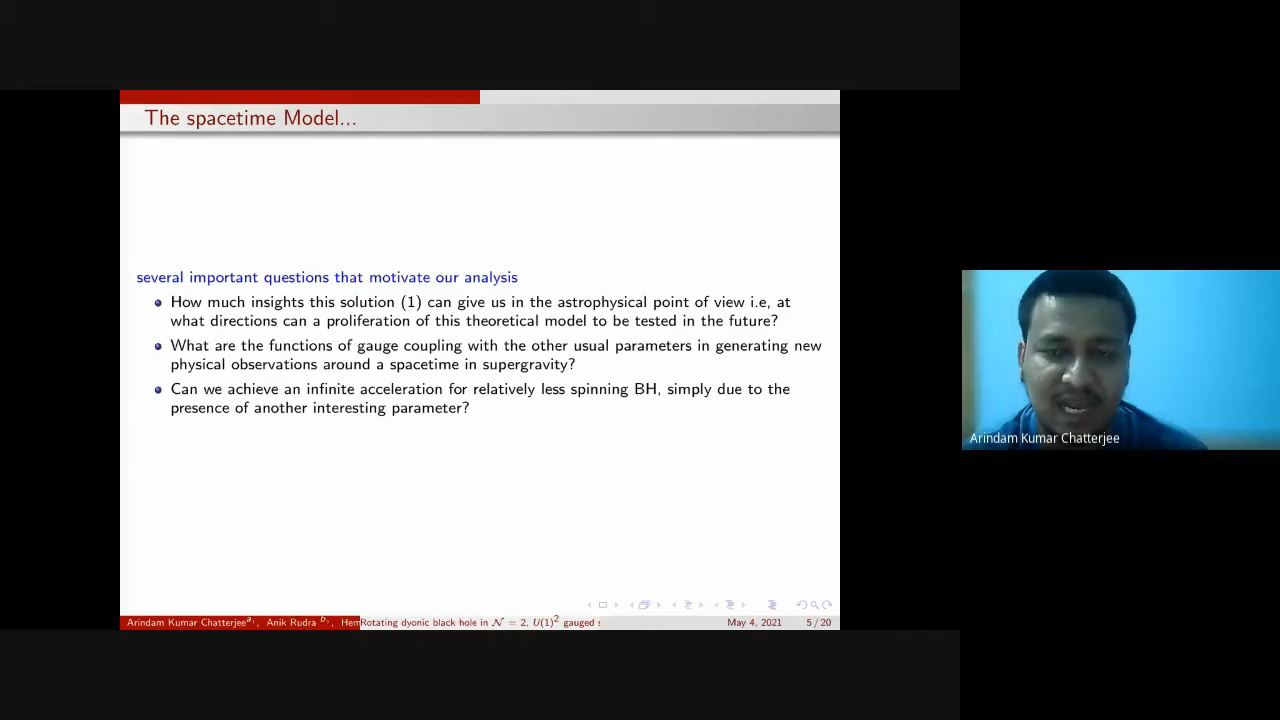 The spacetime Model...
several important questions that motivate our analysis
How much insights this solution (1) can give us in the astrophysical point of view i.e, at
what directions can a proliferation of this theoretical model to be tested in the future?
What are the functions of gauge coupling with the other usual parameters in generating new
physical observations around a spacetime in supergravity?
Can we achieve an infinite acceleration for relatively less spinning BH, simply due to the
presence of another interesting parameter?
Arindam Kumar Chatterjee
Arindam Kumar Chatterjee^a, , Anik Rudra ^b, , Hem Rotating dyonic black hole in 𝒩 = 2, U(1)² gauged s May 4, 2021 5 / 20